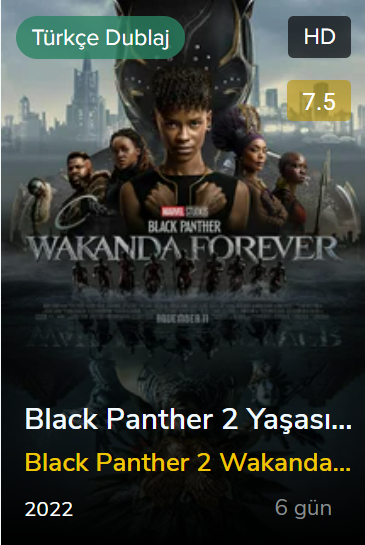 Türkçe Dublaj
HD
7.5
MARVEL STUDIOS
BLACK PANTHER
WAKANDA FOREVER
NOVEMBER 11
Black Panther 2 Yaşası...
Black Panther 2 Wakanda...
2022
6 gün